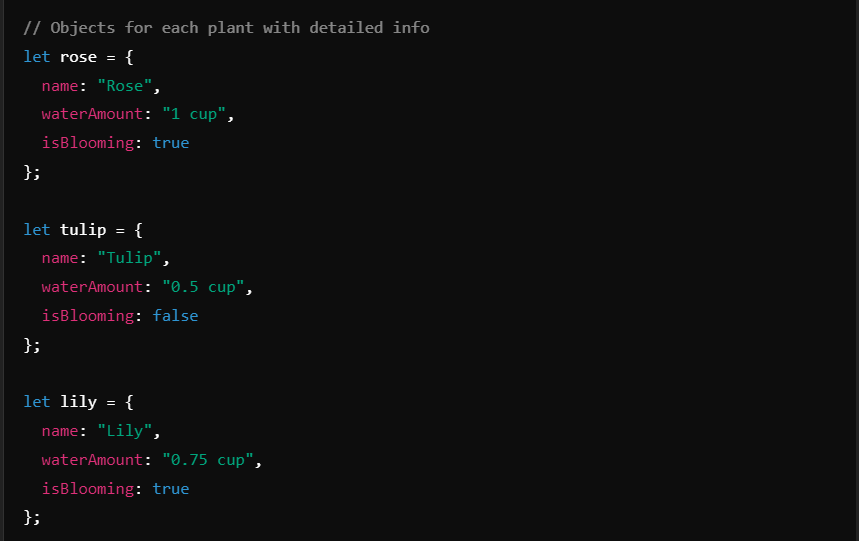 // Objects for each plant with detailed info
let rose = {
  name: "Rose",
  waterAmount: "1 cup",
  isBlooming: true
};

let tulip = {
  name: "Tulip",
  waterAmount: "0.5 cup",
  isBlooming: false
};

let lily = {
  name: "Lily",
  waterAmount: "0.75 cup",
  isBlooming: true
};